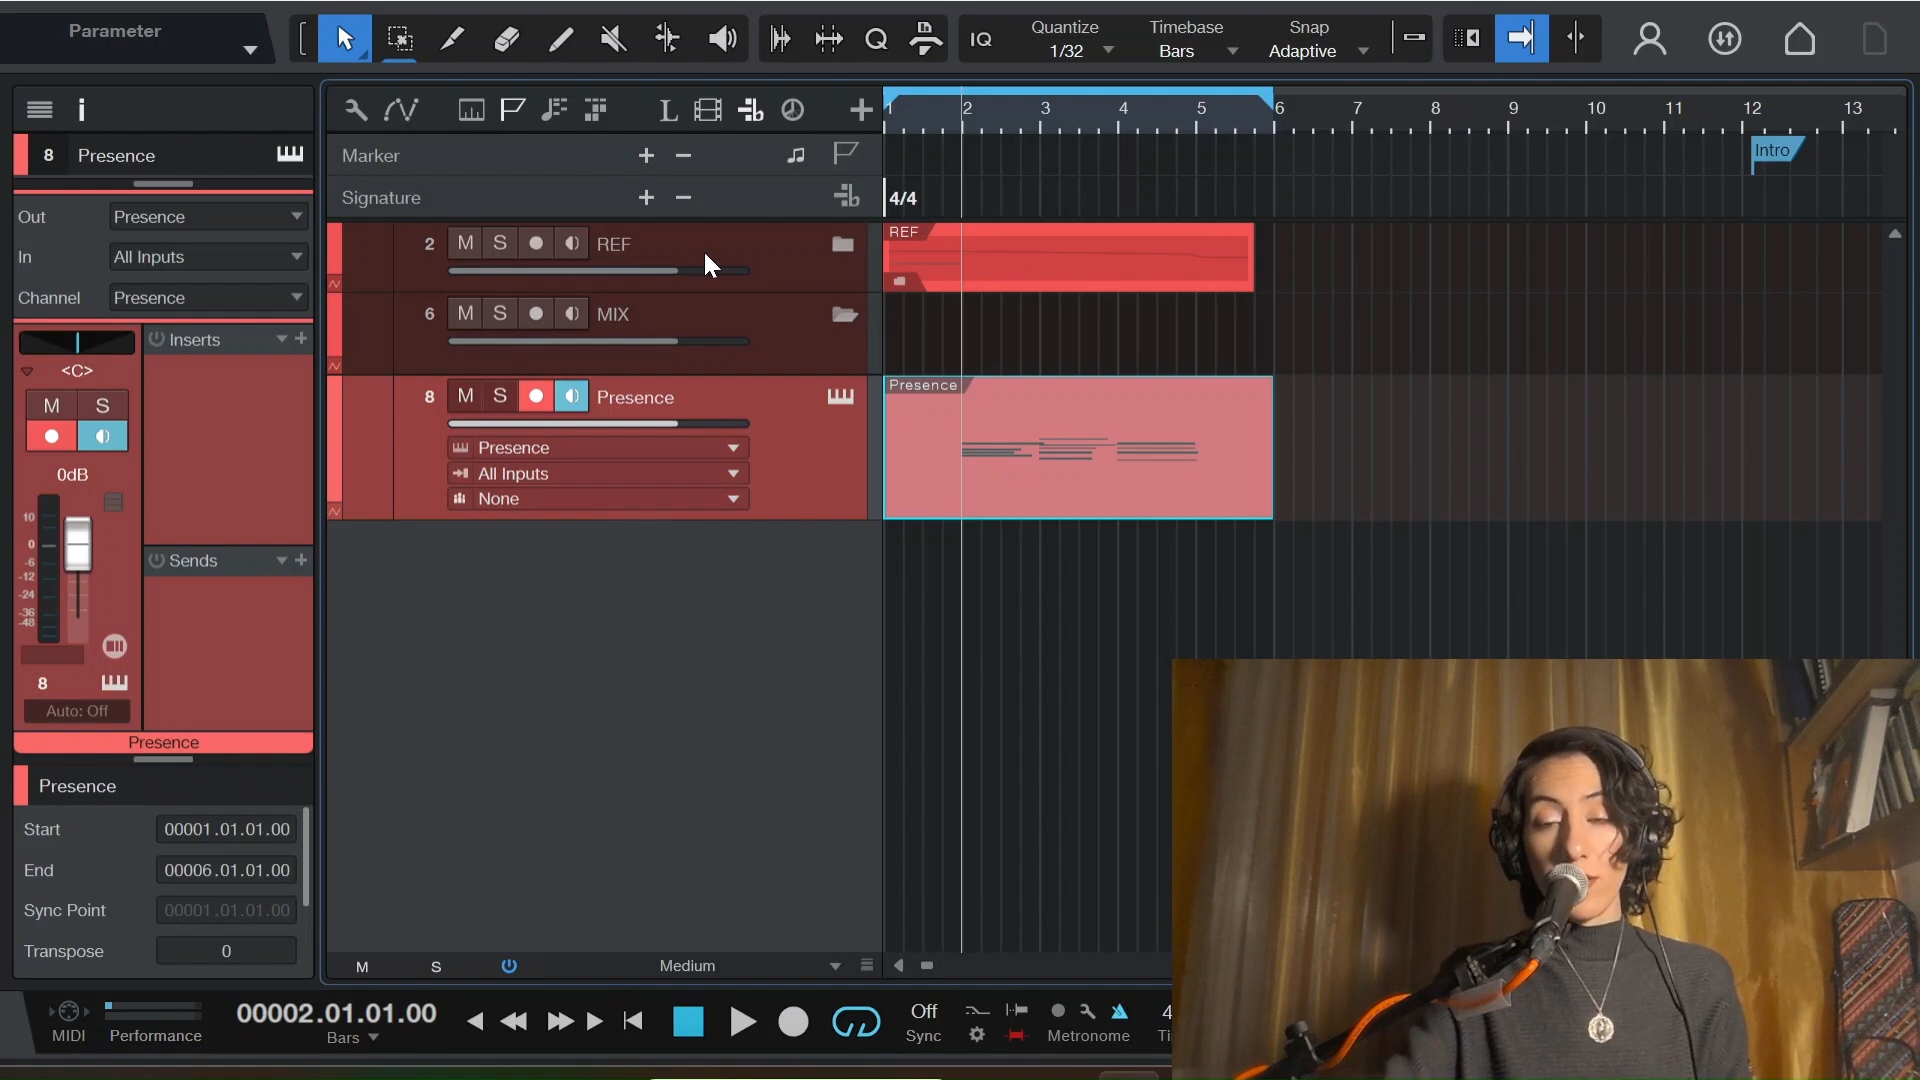 Parameter
IQ
Quantize
1/32
Timebase
Bars
Snap
Adaptive
i
L
1 2 3 4 5 6 7 8 9 10 11 12 13
8 Presence
Marker
Intro
Signature
4/4
Out Presence
In All Inputs
Channel Presence
2 M S REF
REF
6 M S MIX
Inserts
<C>
M S
8 M S Presence
Presence
Presence
All Inputs
None
0dB
10
0
-6
-12
-24
-36
-48
Sends
8
Auto: Off
Presence
Presence
Start 00001.01.01.00
End 00006.01.01.00
Sync Point 00001.01.01.00
Transpose 0
M S Medium
MIDI
Performance
00002.01.01.00
Bars
Off
Sync
Metronome
4
Ti